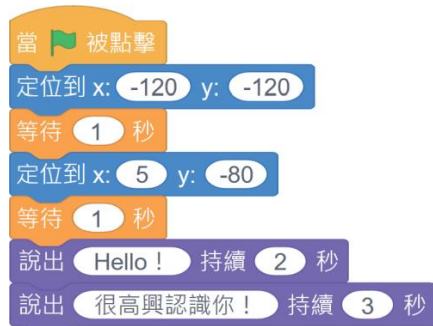 當 被點擊
定位到 x: -120 y: -120
等待 1 秒
定位到 x: 5 y: -80
等待 1 秒
說出 Hello！ 持續 2 秒
說出 很高興認識你！ 持續 3 秒